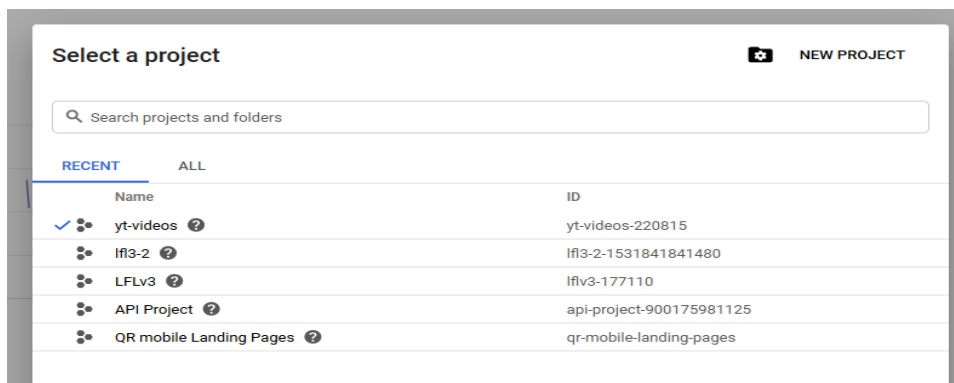 Select a project NEW PROJECT
Search projects and folders
RECENT ALL
Name ID
yt-videos yt-videos-220815
lfl3-2 lfl3-2-1531841841480
LFLv3 lflv3-177110
API Project api-project-900175981125
QR mobile Landing Pages qr-mobile-landing-pages